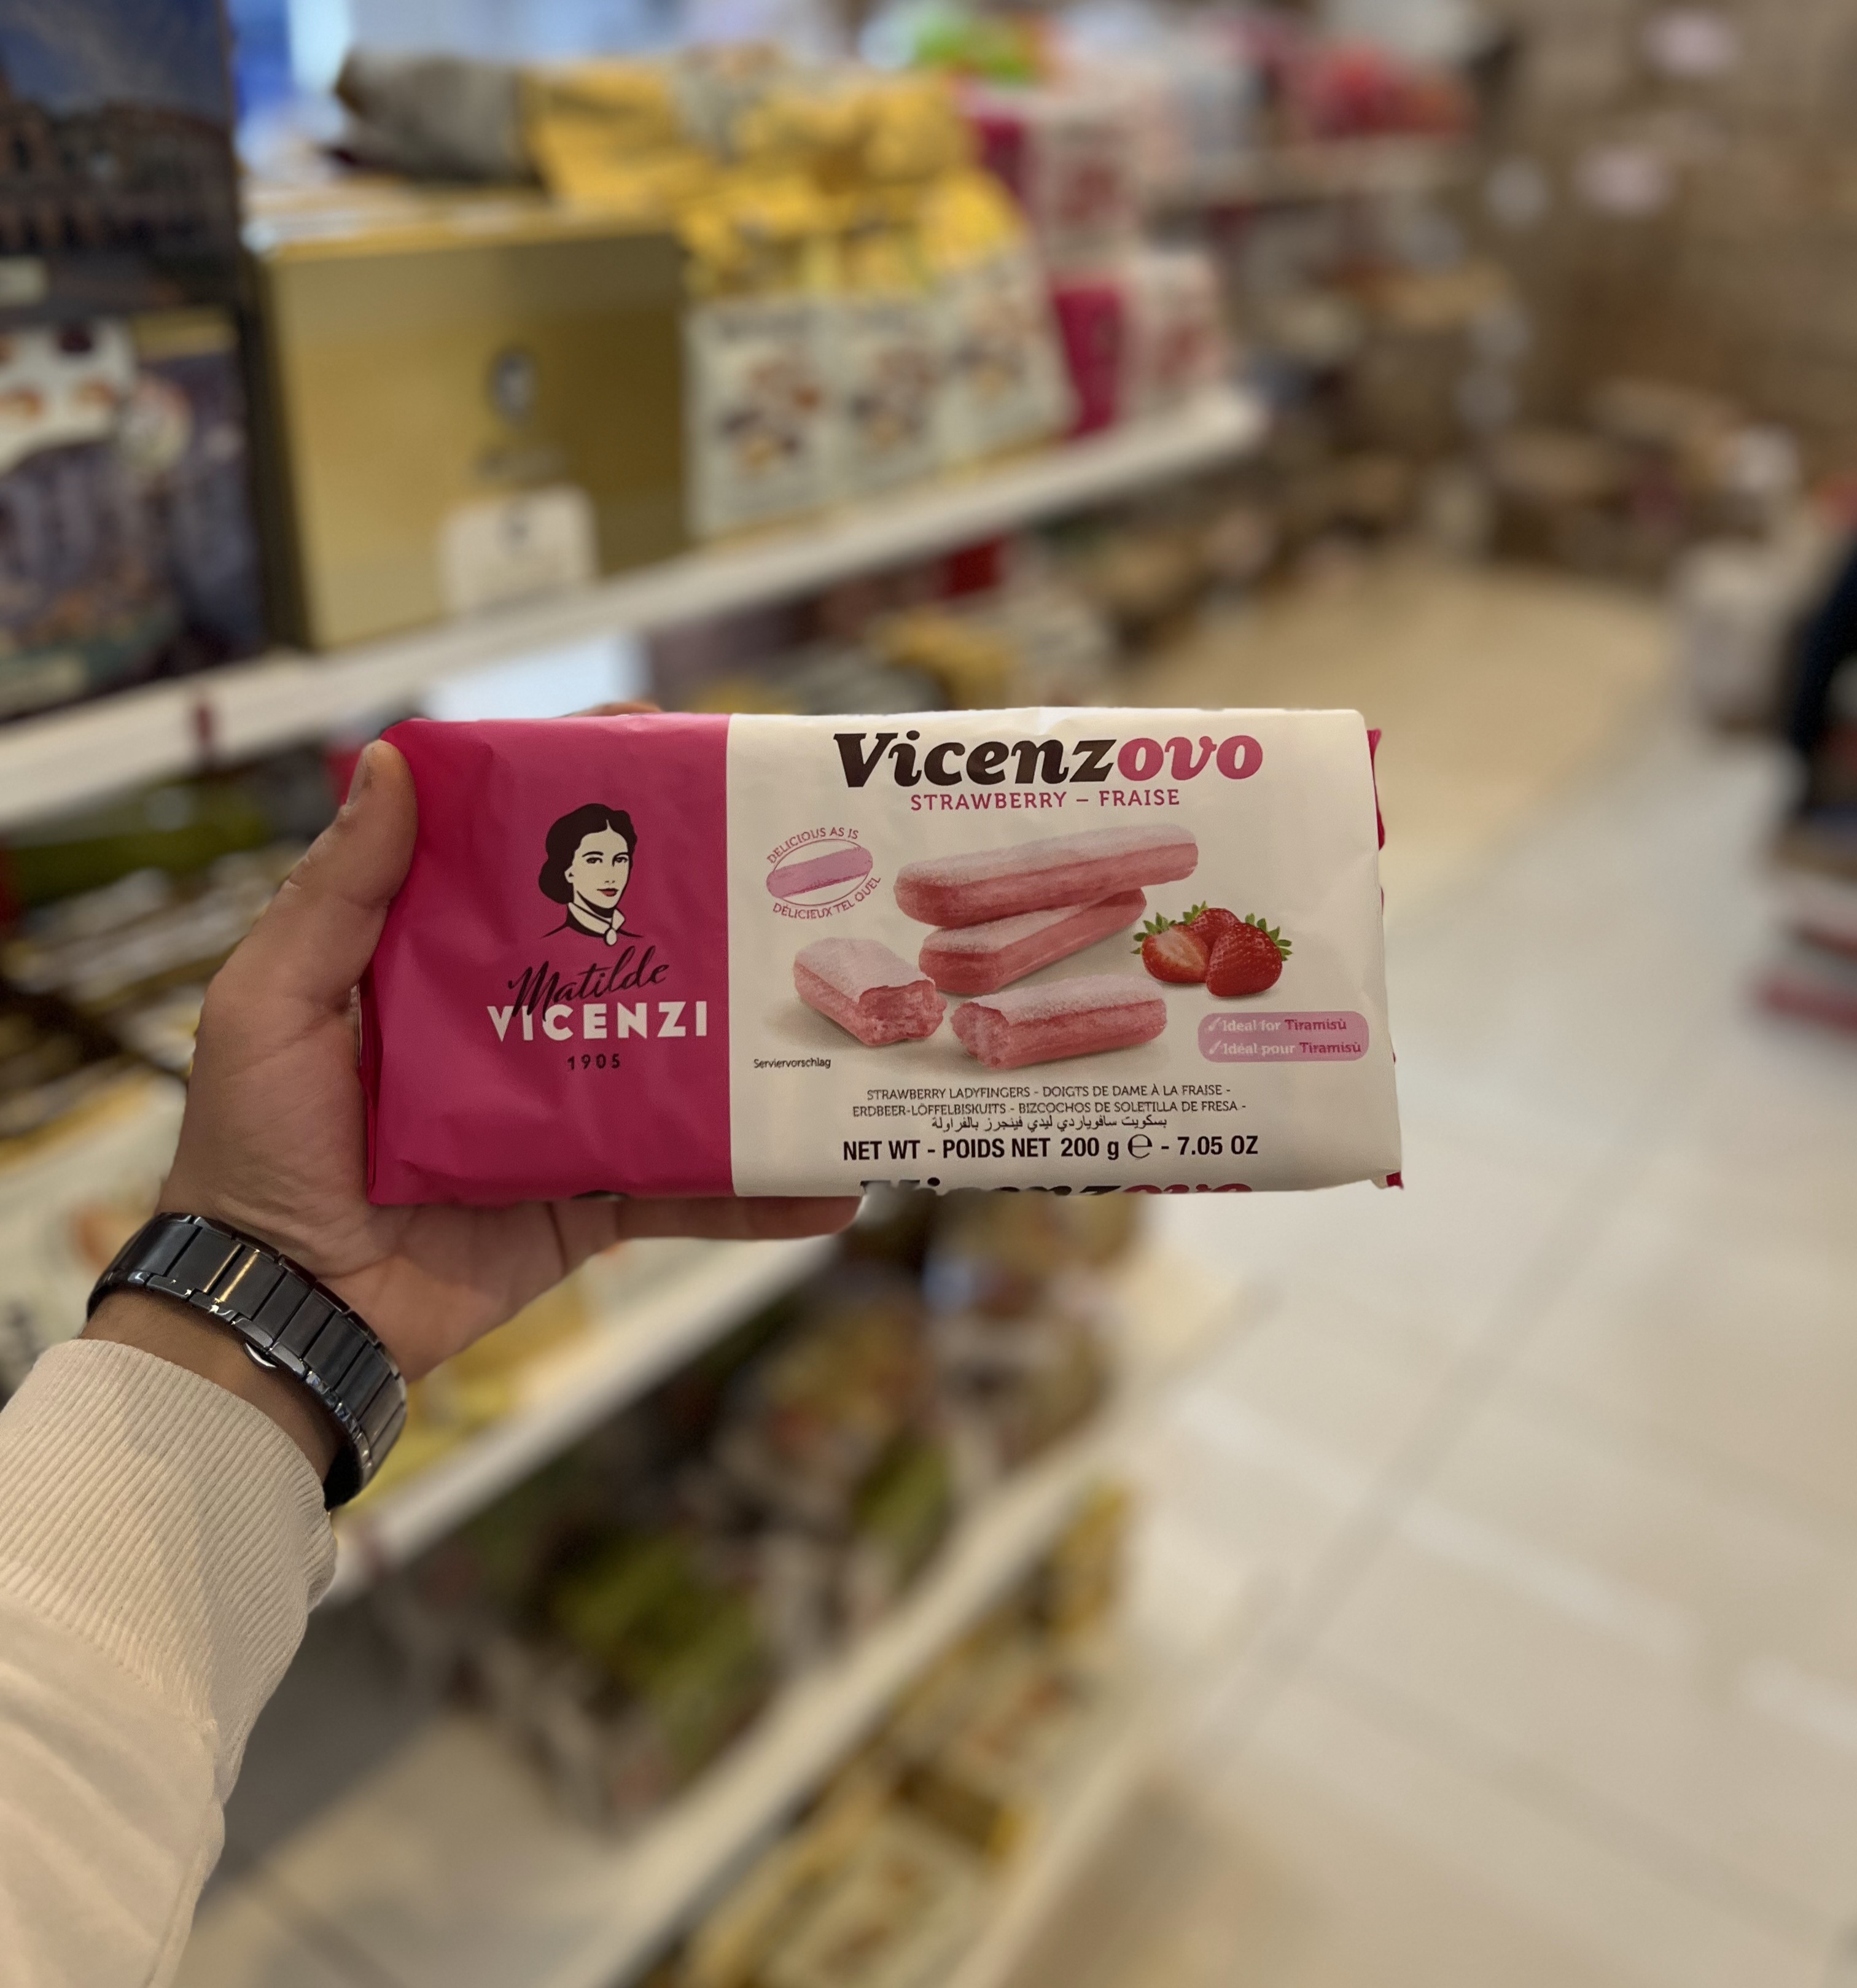 Matilde
VICENZI
1905
Vicenzovo
STRAWBERRY – FRAISE
DELICIOUS AS IS
DÉLICIEUX TEL QUEL
✓Ideal for Tiramisù
✓Idéal pour Tiramisù
Serviervorschlag
STRAWBERRY LADYFINGERS - DOIGTS DE DAME À LA FRAISE -
ERDBEER-LÖFFELBISKUITS - BIZCOCHOS DE SOLETILLA DE FRESA -
بسكويت سافوياردي ليدي فينجرز بالفراولة
NET WT - POIDS NET 200 g ℮ - 7.05 OZ